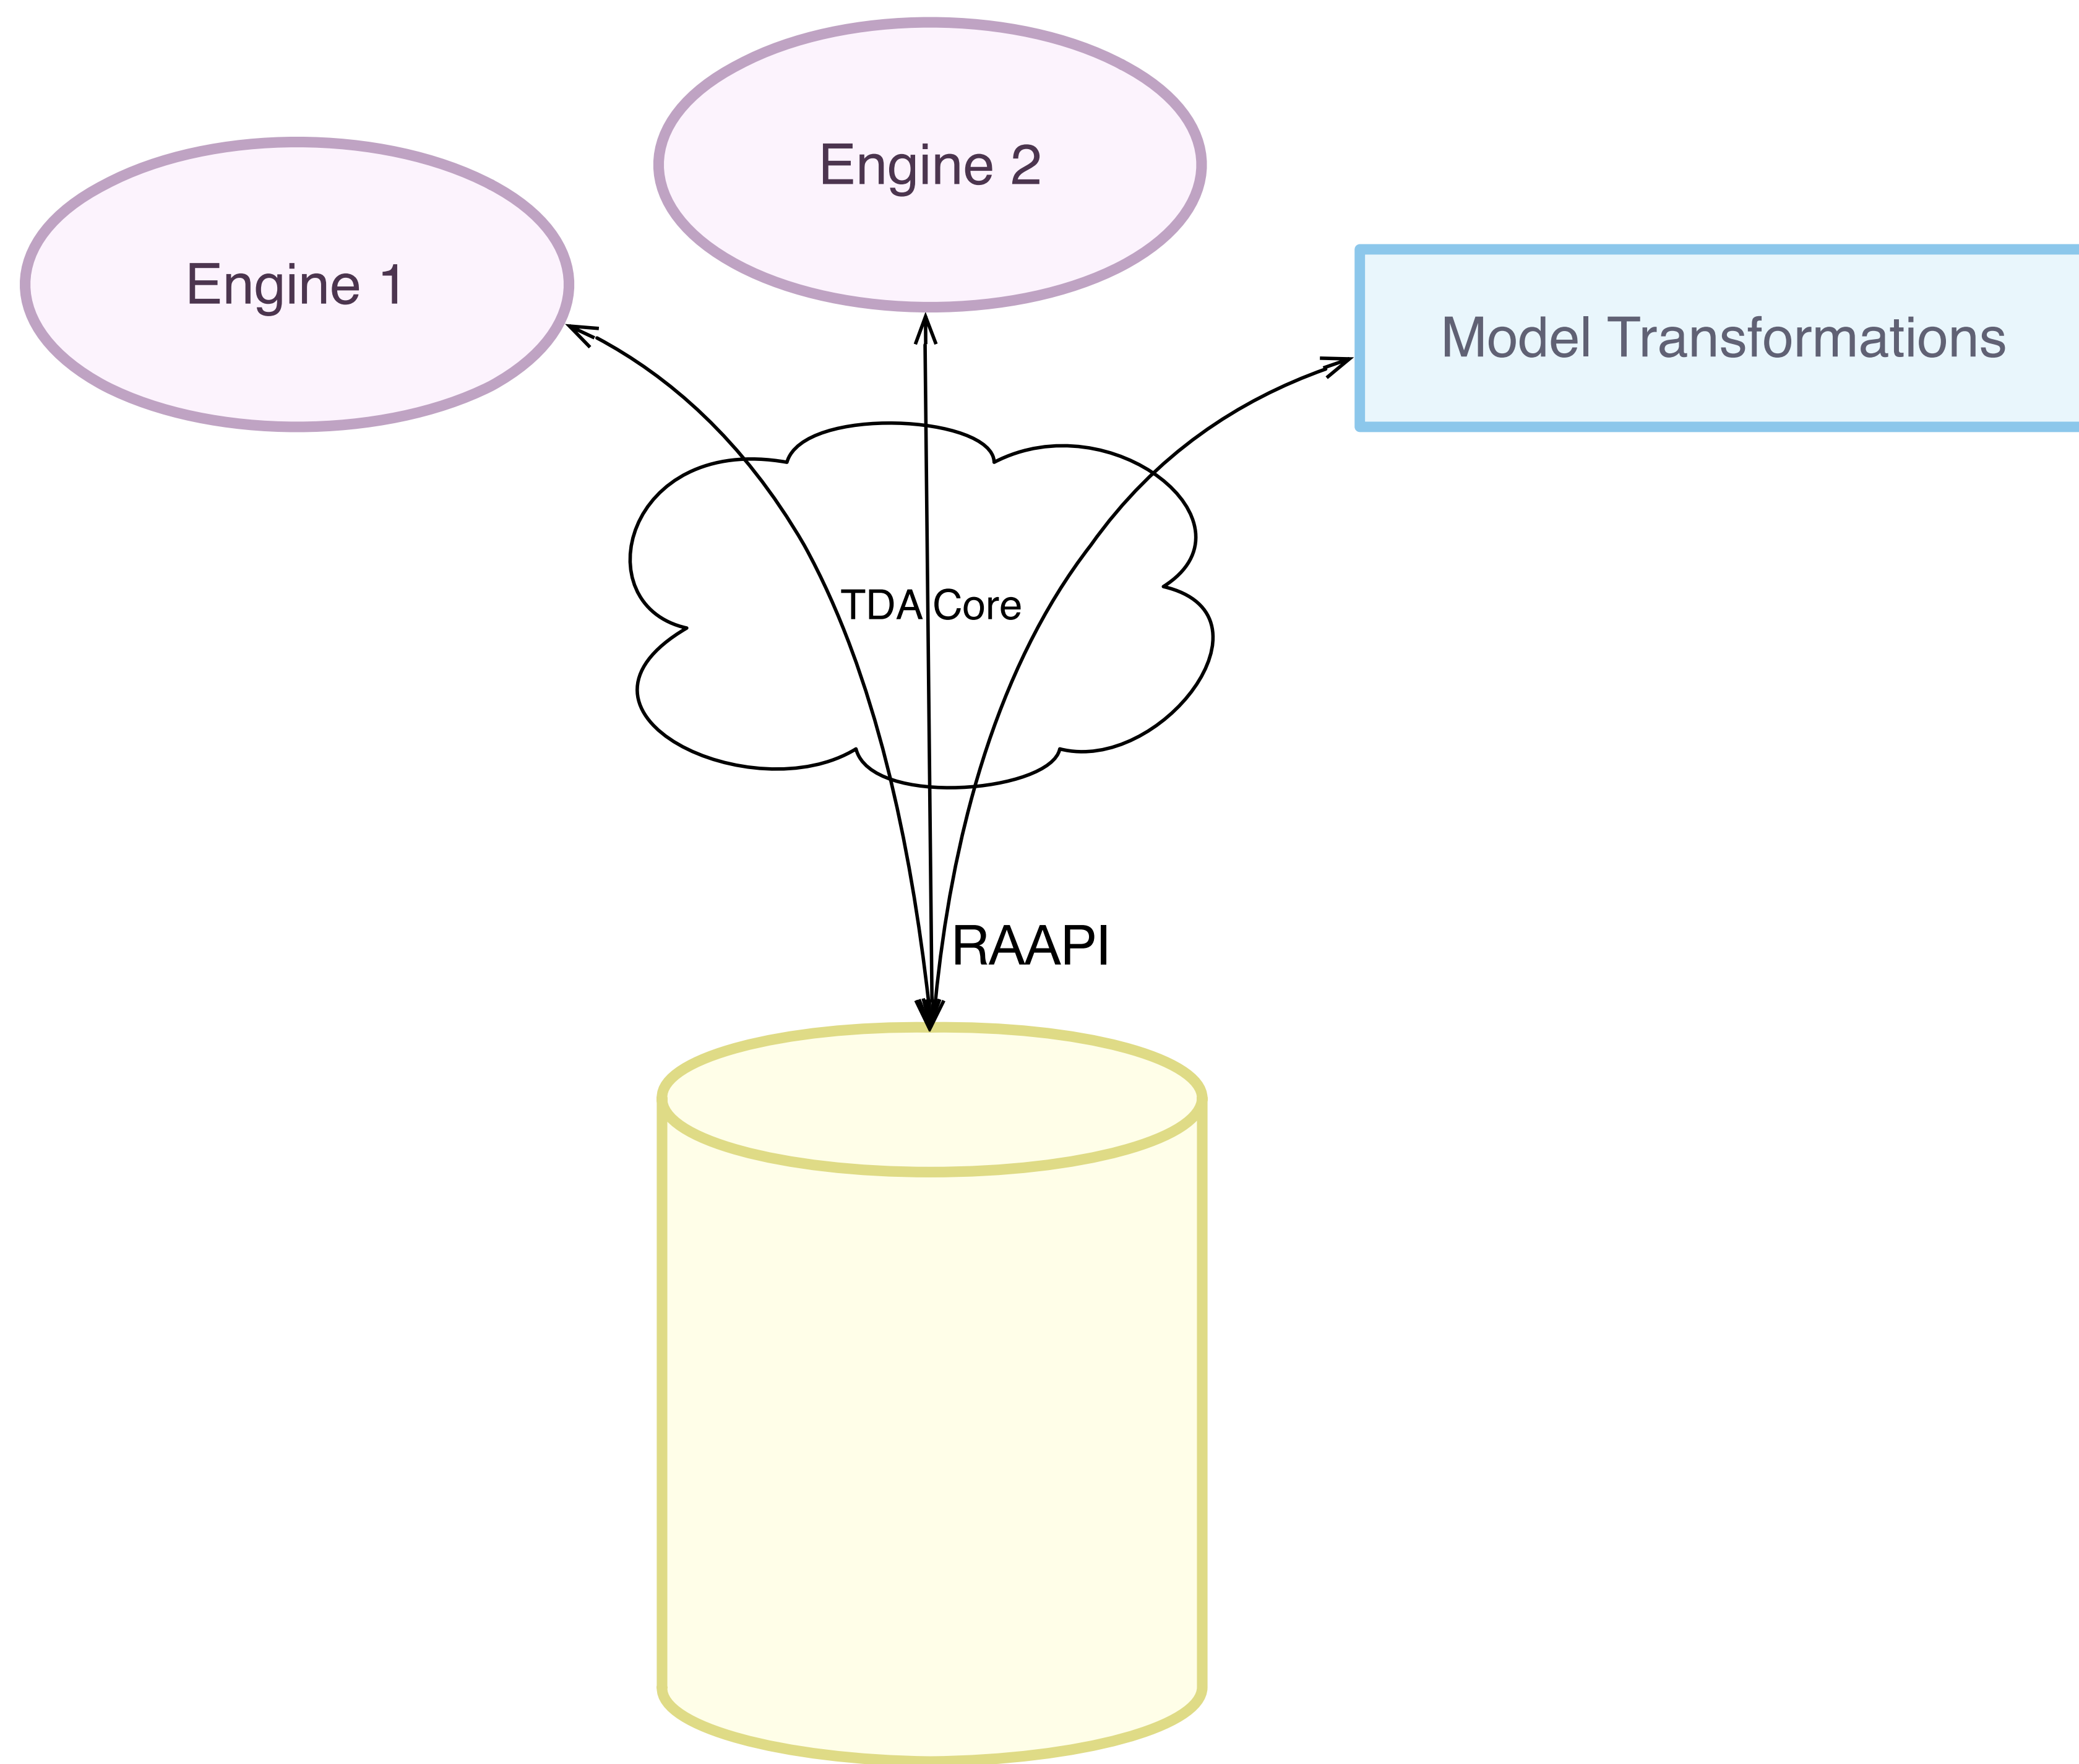 Engine 2
Engine 1
Model Transformations
TDA Core
RAAPI